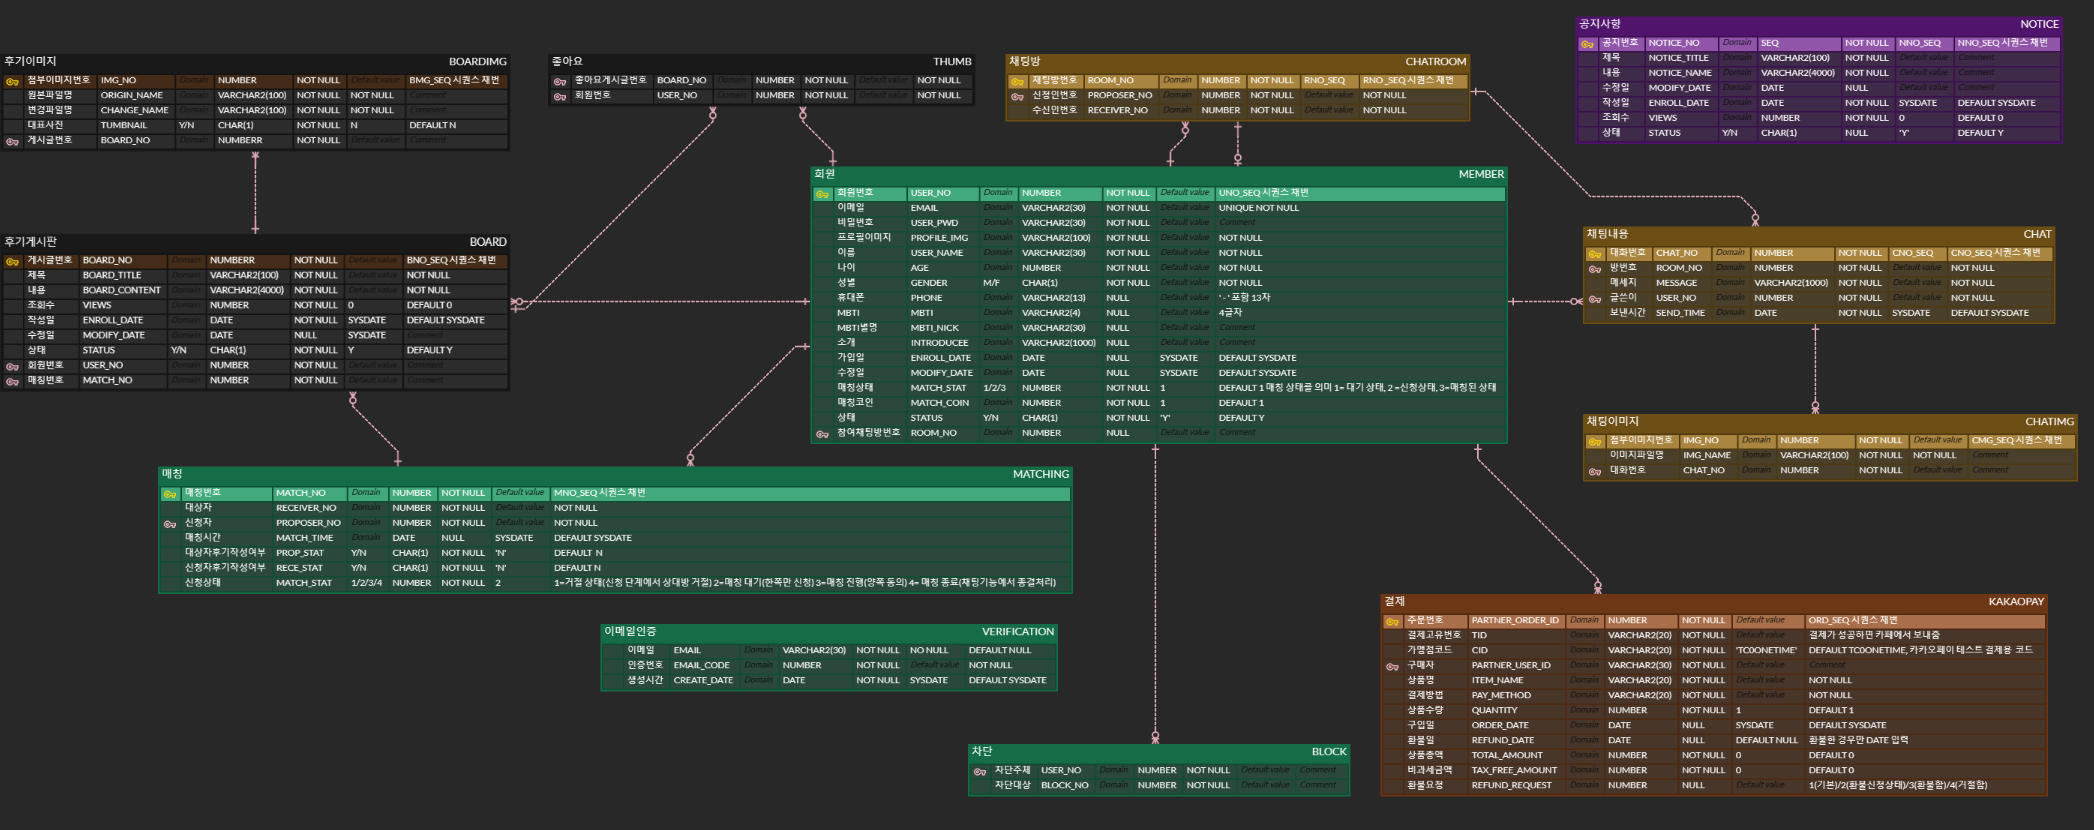 공지사항 NOTICE
공지번호 NOTICE_NO Domain SEQ NOT NULL NNO_SEQ NNO_SEQ 시퀀스 채번
제목 NOTICE_TITLE Domain VARCHAR2(100) NOT NULL Default value Comment
내용 NOTICE_NAME Domain VARCHAR2(4000) NOT NULL Default value Comment
수정일 MODIFY_DATE Domain DATE NULL Default value Comment
작성일 ENROLL_DATE Domain DATE NOT NULL SYSDATE DEFAULT SYSDATE
조회수 VIEWS Domain NUMBER NOT NULL 0 DEFAULT 0
상태 STATUS Y/N CHAR(1) NULL 'Y' DEFAULT Y
후기이미지 BOARDIMG
첨부이미지번호 IMG_NO Domain NUMBER NOT NULL Default value BMG_SEQ 시퀀스 채번
원본파일명 ORIGIN_NAME Domain VARCHAR2(100) NOT NULL NOT NULL Comment
변경파일명 CHANGE_NAME Domain VARCHAR2(100) NOT NULL NOT NULL Comment
대표사진 TUMBNAIL Y/N CHAR(1) NOT NULL N DEFAULT N
게시글번호 BOARD_NO Domain NUMBERR NOT NULL Default value Comment
좋아요 THUMB
좋아요게시글번호 BOARD_NO Domain NUMBER NOT NULL Default value NOT NULL
회원번호 USER_NO Domain NUMBER NOT NULL Default value NOT NULL
채팅방 CHATROOM
채팅방번호 ROOM_NO Domain NUMBER NOT NULL RNO_SEQ RNO_SEQ 시퀀스 채번
신청인번호 PROPOSER_NO Domain NUMBER NOT NULL Default value NOT NULL
수신인번호 RECEIVER_NO Domain NUMBER NOT NULL Default value NOT NULL
회원 MEMBER
회원번호 USER_NO Domain NUMBER NOT NULL Default value UNO_SEQ 시퀀스 채번
이메일 EMAIL Domain VARCHAR2(30) NOT NULL Default value UNIQUE NOT NULL
비밀번호 USER_PWD Domain VARCHAR2(30) NOT NULL Default value Comment
프로필이미지 PROFILE_IMG Domain VARCHAR2(100) NOT NULL Default value NOT NULL
이름 USER_NAME Domain VARCHAR2(30) NOT NULL Default value NOT NULL
나이 AGE Domain NUMBER NOT NULL Default value NOT NULL
성별 GENDER M/F CHAR(1) NOT NULL Default value NOT NULL
휴대폰 PHONE Domain VARCHAR2(13) NULL Default value ' - ' 포함 13자
MBTI MBTI Domain VARCHAR2(4) NULL Default value 4글자
MBTI별명 MBTI_NICK Domain VARCHAR2(30) NULL Default value Comment
소개 INTRODUCEE Domain VARCHAR2(1000) NULL Default value Comment
가입일 ENROLL_DATE Domain DATE NULL SYSDATE DEFAULT SYSDATE
수정일 MODIFY_DATE Domain DATE NULL SYSDATE DEFAULT SYSDATE
매칭상태 MATCH_STAT 1/2/3 NUMBER NOT NULL 1 DEFAULT 1 매칭 상태를 의미 1= 대기 상태, 2 =신청상태, 3=매칭된 상태
매칭코인 MATCH_COIN Domain NUMBER NOT NULL 1 DEFAULT 1
상태 STATUS Y/N CHAR(1) NOT NULL 'Y' DEFAULT Y
참여채팅방번호 ROOM_NO Domain NUMBER NULL Default value Comment
후기게시판 BOARD
게시글번호 BOARD_NO Domain NUMBERR NOT NULL Default value BNO_SEQ 시퀀스 채번
제목 BOARD_TITLE Domain VARCHAR2(100) NOT NULL Default value NOT NULL
내용 BOARD_CONTENT Domain VARCHAR2(4000) NOT NULL Default value NOT NULL
조회수 VIEWS Domain NUMBER NOT NULL 0 DEFAULT 0
작성일 ENROLL_DATE Domain DATE NOT NULL SYSDATE DEFAULT SYSDATE
수정일 MODIFY_DATE Domain DATE NULL SYSDATE Comment
상태 STATUS Y/N CHAR(1) NOT NULL Y DEFAULT Y
회원번호 USER_NO Domain NUMBER NOT NULL Default value Comment
매칭번호 MATCH_NO Domain NUMBER NOT NULL Default value Comment
채팅내용 CHAT
대화번호 CHAT_NO Domain NUMBER NOT NULL CNO_SEQ CNO_SEQ 시퀀스 채번
방번호 ROOM_NO Domain NUMBER NOT NULL Default value NOT NULL
메세지 MESSAGE Domain VARCHAR2(1000) NOT NULL Default value NOT NULL
글쓴이 USER_NO Domain NUMBER NOT NULL Default value NOT NULL
보낸시간 SEND_TIME Domain DATE NOT NULL SYSDATE DEFAULT SYSDATE
채팅이미지 CHATIMG
첨부이미지번호 IMG_NO Domain NUMBER NOT NULL Default value CMG_SEQ 시퀀스 채번
이미지파일명 IMG_NAME Domain VARCHAR2(100) NOT NULL NOT NULL Comment
대화번호 CHAT_NO Domain NUMBER NOT NULL Default value Comment
매칭 MATCHING
매칭번호 MATCH_NO Domain NUMBER NOT NULL Default value MNO_SEQ 시퀀스 채번
대상자 RECEIVER_NO Domain NUMBER NOT NULL Default value NOT NULL
신청자 PROPOSER_NO Domain NUMBER NOT NULL Default value NOT NULL
매칭시간 MATCH_TIME Domain DATE NULL SYSDATE DEFAULT SYSDATE
대상자후기작성여부 PROP_STAT Y/N CHAR(1) NOT NULL 'N' DEFAULT N
신청자후기작성여부 RECE_STAT Y/N CHAR(1) NOT NULL 'N' DEFAULT N
신청상태 MATCH_STAT 1/2/3/4 NUMBER NOT NULL 2 1=거절 상태(신청 단계에서 상대방 거절) 2=매칭 대기(한쪽만 신청) 3=매칭 진행(양쪽 동의) 4= 매칭 종료(채팅기능에서 종결처리)
이메일인증 VERIFICATION
이메일 EMAIL Domain VARCHAR2(30) NOT NULL NO NULL DEFAULT NULL
인증번호 EMAIL_CODE Domain NUMBER NOT NULL Default value NOT NULL
생성시간 CREATE_DATE Domain DATE NOT NULL SYSDATE DEFAULT SYSDATE
결제 KAKAOPAY
주문번호 PARTNER_ORDER_ID Domain NUMBER NOT NULL Default value ORD_SEQ 시퀀스 채번
결제고유번호 TID Domain VARCHAR2(20) NOT NULL Default value 결제가 성공하면 카페에서 보내줌
가맹점코드 CID Domain VARCHAR2(20) NOT NULL 'TC0ONETIME' DEFAULT TC0ONETIME, 카카오페이 테스트 결제용 코드
구매자 PARTNER_USER_ID Domain VARCHAR2(30) NOT NULL Default value Comment
상품명 ITEM_NAME Domain VARCHAR2(20) NOT NULL Default value NOT NULL
결제방법 PAY_METHOD Domain VARCHAR2(20) NOT NULL Default value NOT NULL
상품수량 QUANTITY Domain NUMBER NOT NULL 1 DEFAULT 1
구입일 ORDER_DATE Domain DATE NULL SYSDATE DEFAULT SYSDATE
환불일 REFUND_DATE Domain DATE NULL DEFAULT NULL 환불한 경우만 DATE 입력
상품총액 TOTAL_AMOUNT Domain NUMBER NOT NULL 0 DEFAULT 0
비과세금액 TAX_FREE_AMOUNT Domain NUMBER NOT NULL 0 DEFAULT 0
환불요청 REFUND_REQUEST Domain NUMBER NULL Default value 1(기본)/2(환불신청상태)/3(환불함)/4(거절함)
차단 BLOCK
차단주체 USER_NO Domain NUMBER NOT NULL Default value Comment
차단대상 BLOCK_NO Domain NUMBER NOT NULL Default value Comment